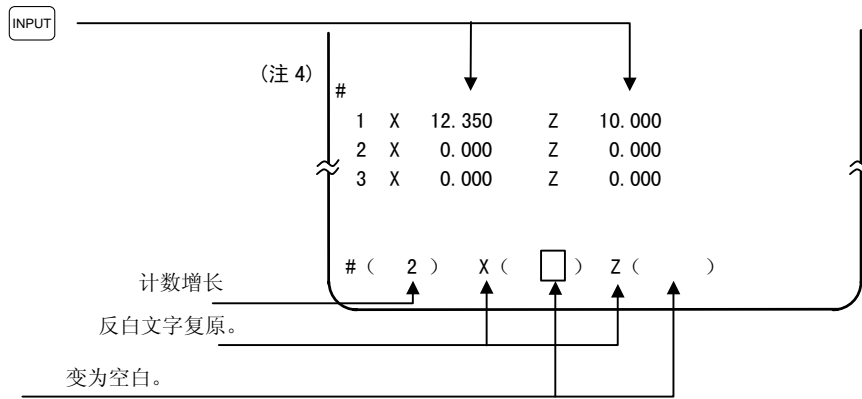 INPUT
(注 4)
#
1 X 12.350 Z 10.000
2 X 0.000 Z 0.000
3 X 0.000 Z 0.000
#( 2 ) X( ) Z( )
计数增长
反白文字复原。
变为空白。